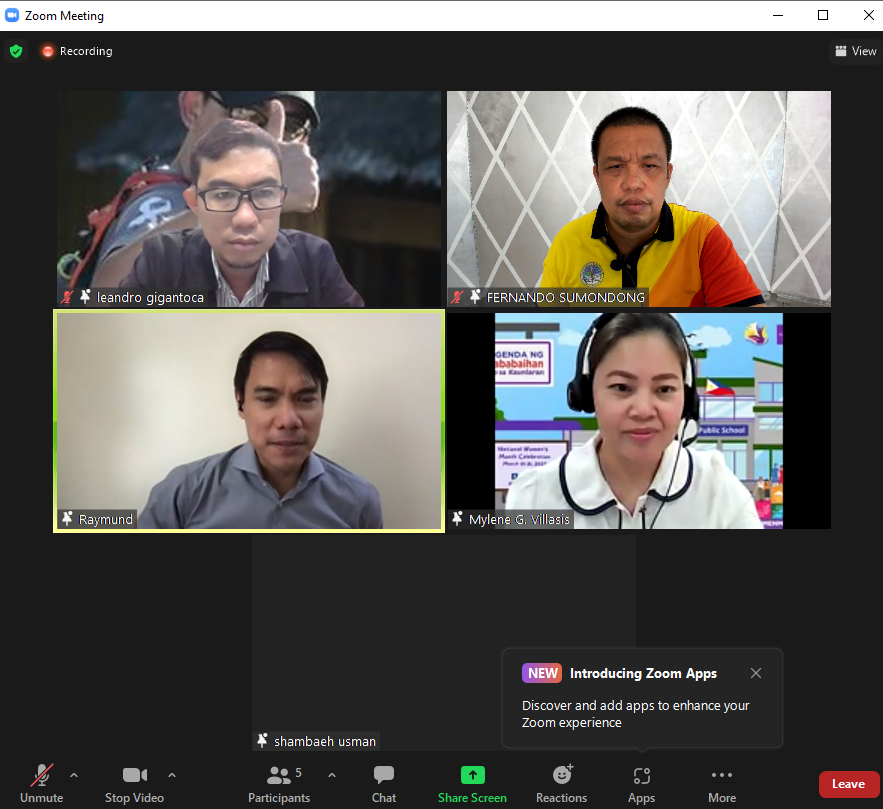 Zoom Meeting
Recording
View
leandro gigantoca
FERNANDO SUMONDONG
GENDA NG
ababaihan
sa Kaunlaran
Public School
National Women's
Month Celebration
Raymund
Mylene G. Villasis
NEW Introducing Zoom Apps
Discover and add apps to enhance your
Zoom experience
shambaeh usman
5
Unmute
Stop Video
Participants
Chat
Share Screen
Reactions
Apps
More
Leave